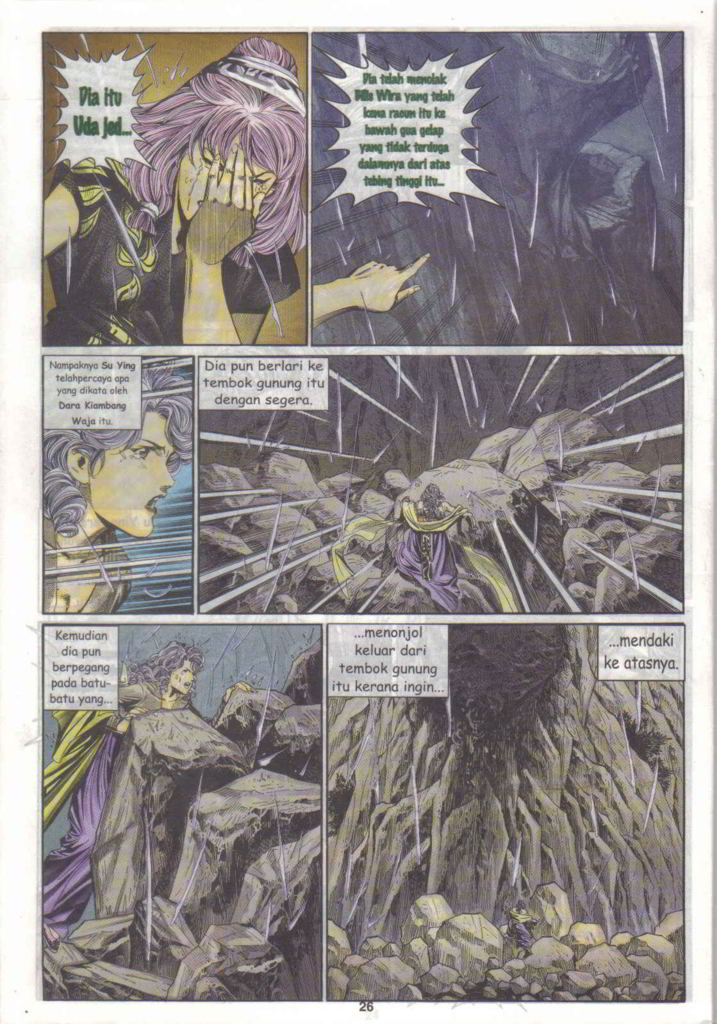 Dia itu
Uda jed...
Dia telah menolak
Bills Wira yang telah
kena racun itu ke
bawah gua gelap
yang tidak terduga
dalamnya dari atas
tebing tinggi itu...
Nampaknya Su Ying
telahpercaya apa
yang dikata oleh
Dara Kiambang
Waja itu.
Dia pun berlari ke
tembok gunung itu
dengan segera.
Kemudian
dia pun
berpegang
pada batu-
batu yang...
...menonjol
keluar dari
tembok gunung
itu kerana ingin...
...mendaki
ke atasnya.
26